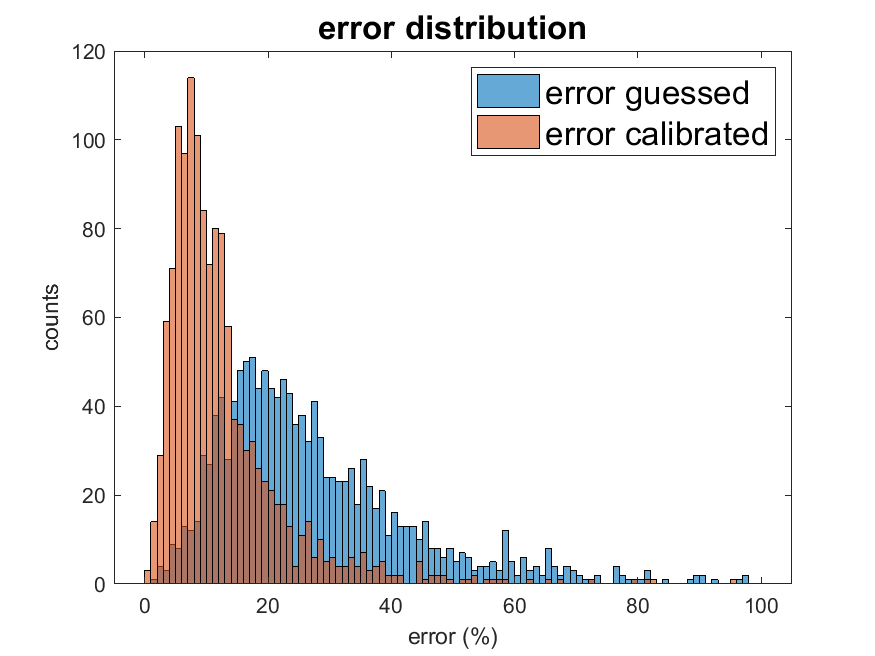 error distribution
error guessed
error calibrated
120
100
80
60
40
20
0
counts
0 20 40 60 80 100
error (%)